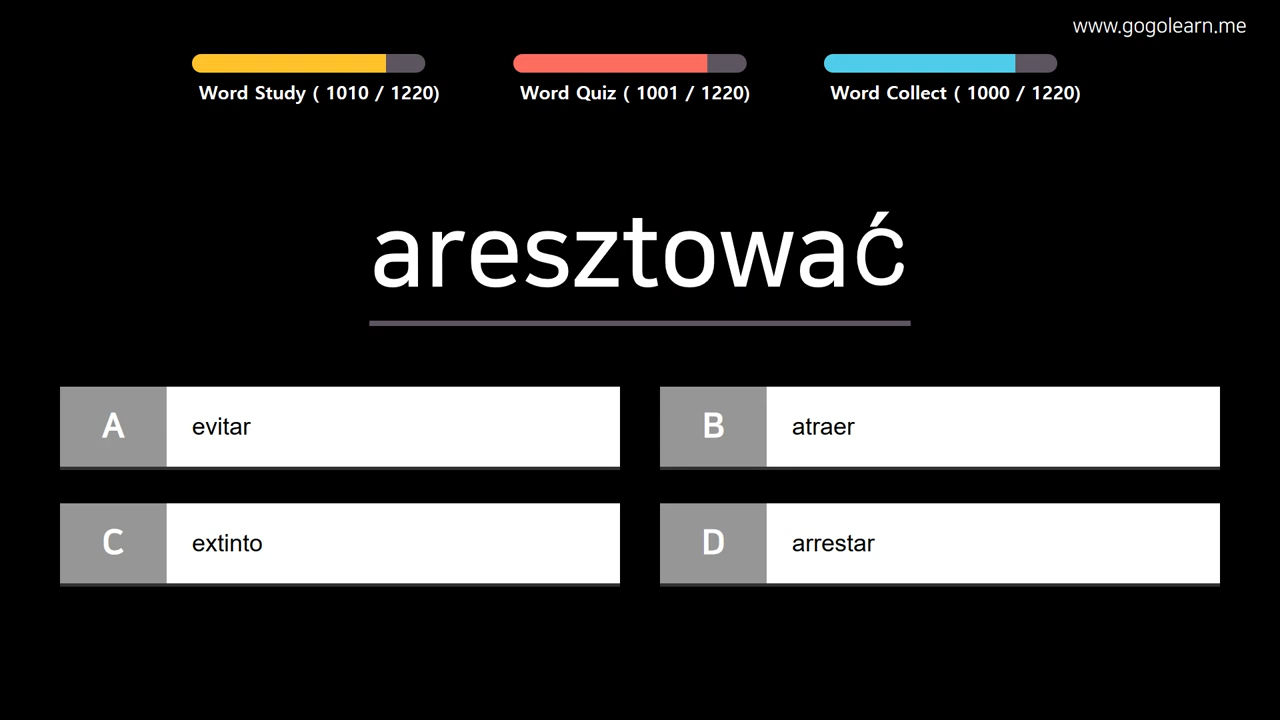 www.gogolearn.me
Word Study ( 1010 / 1220)
Word Quiz ( 1001 / 1220)
Word Collect ( 1000 / 1220)
aresztować
A evitar
B atraer
C extinto
D arrestar